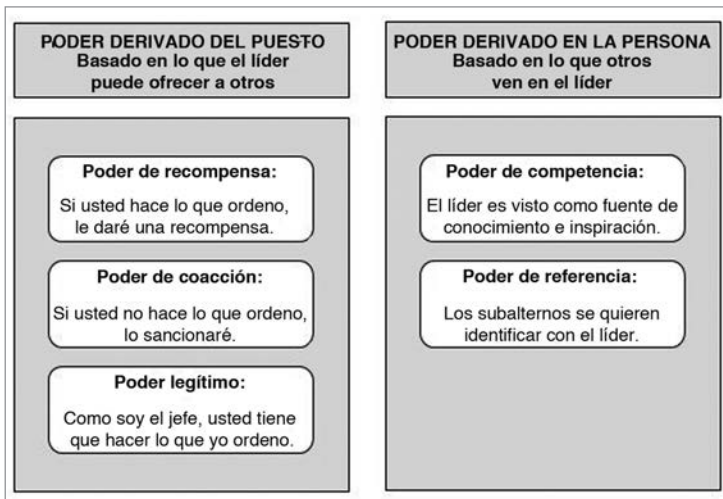 PODER DERIVADO DEL PUESTO
Basado en lo que el líder
puede ofrecer a otros
Poder de recompensa:
Si usted hace lo que ordeno,
le daré una recompensa.
Poder de coacción:
Si usted no hace lo que ordeno,
lo sancionaré.
Poder legítimo:
Como soy el jefe, usted tiene
que hacer lo que yo ordeno.
PODER DERIVADO EN LA PERSONA
Basado en lo que otros
ven en el líder
Poder de competencia:
El líder es visto como fuente de
conocimiento e inspiración.
Poder de referencia:
Los subalternos se quieren
identificar con el líder.